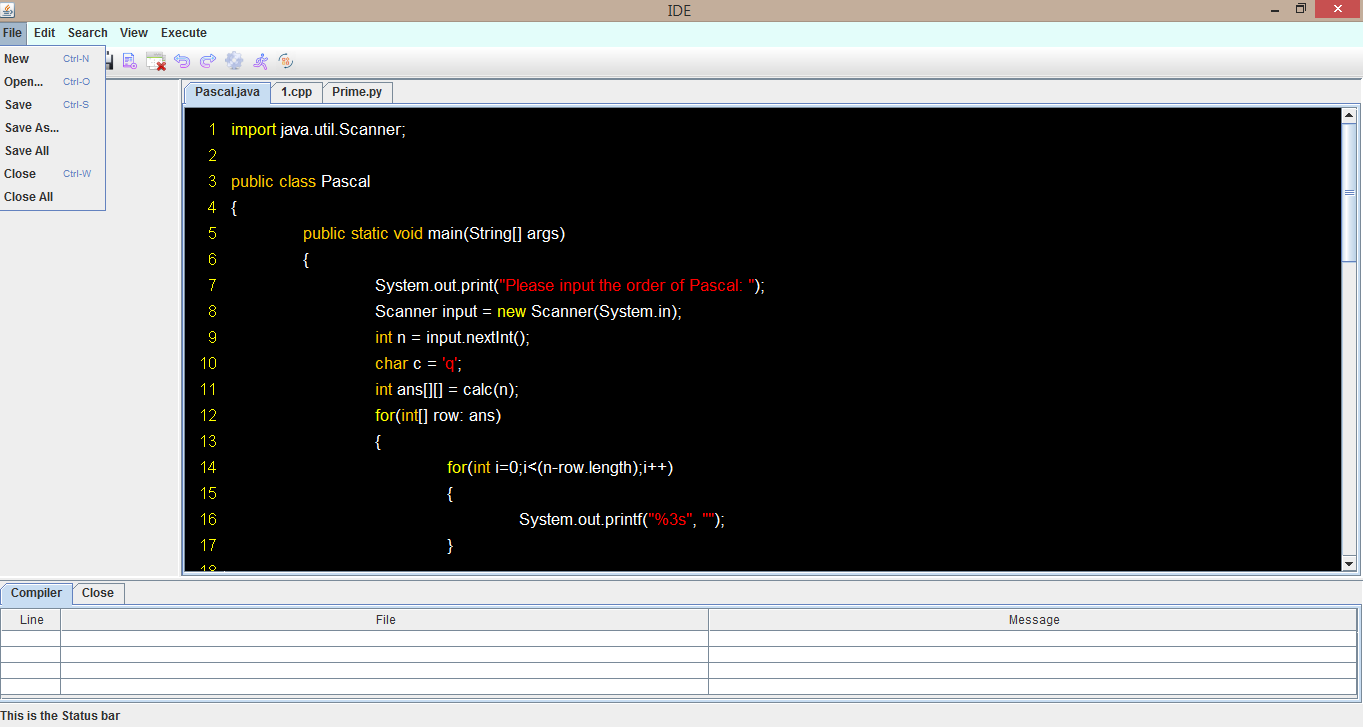 IDE
File Edit Search View Execute
New Ctrl-N
Open... Ctrl-O
Save Ctrl-S
Save As...
Save All
Close Ctrl-W
Close All
Pascal.java 1.cpp Prime.py
1 import java.util.Scanner;
2
3 public class Pascal
4 {
5 public static void main(String[] args)
6 {
7 System.out.print("Please input the order of Pascal: ");
8 Scanner input = new Scanner(System.in);
9 int n = input.nextInt();
10 char c = 'q';
11 int ans[][] = calc(n);
12 for(int[] row: ans)
13 {
14 for(int i=0;i<(n-row.length);i++)
15 {
16 System.out.printf("%3s", "");
17 }
18
Compiler Close
Line File Message
This is the Status bar